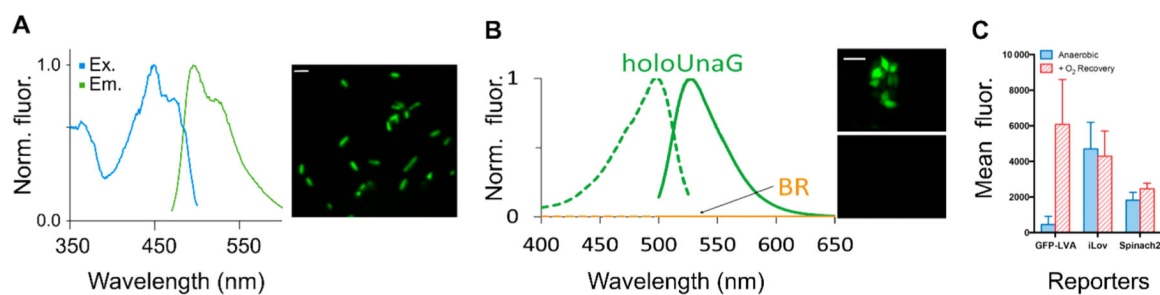 A
Norm. fluor.
1.0
0.0
Ex.
Em.
350
450
550
Wavelength (nm)
B
Norm. fluor.
1
0
holoUnaG
BR
400
450
500
550
600
650
Wavelength (nm)
C
Anaerobic
+ O₂ Recovery
Mean fluor.
10 000
8000
6000
4000
2000
0
GFP-LVA
iLov
Spinach2
Reporters